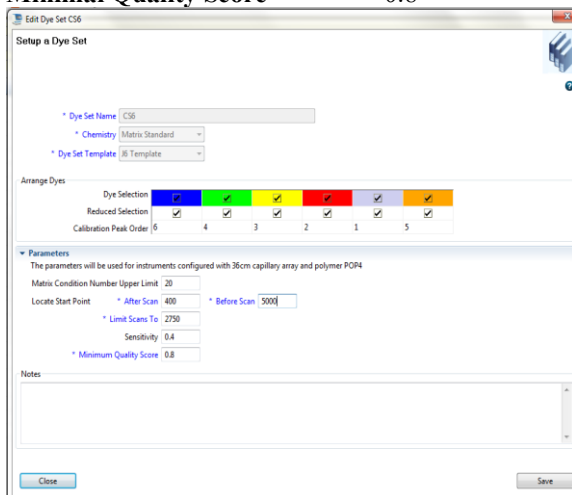 Minimal Quality Score 0.8
Edit Dye Set CS6
Setup a Dye Set
* Dye Set Name CS6
* Chemistry Matrix Standard
* Dye Set Template J6 Template
Arrange Dyes
Dye Selection
Reduced Selection
Calibration Peak Order 6 4 3 2 1 5
Parameters
The parameters will be used for instruments configured with 36cm capillary array and polymer POP4
Matrix Condition Number Upper Limit 20
Locate Start Point * After Scan 400 * Before Scan 5000
* Limit Scans To 2750
Sensitivity 0.4
* Minimum Quality Score 0.8
Notes
Close Save